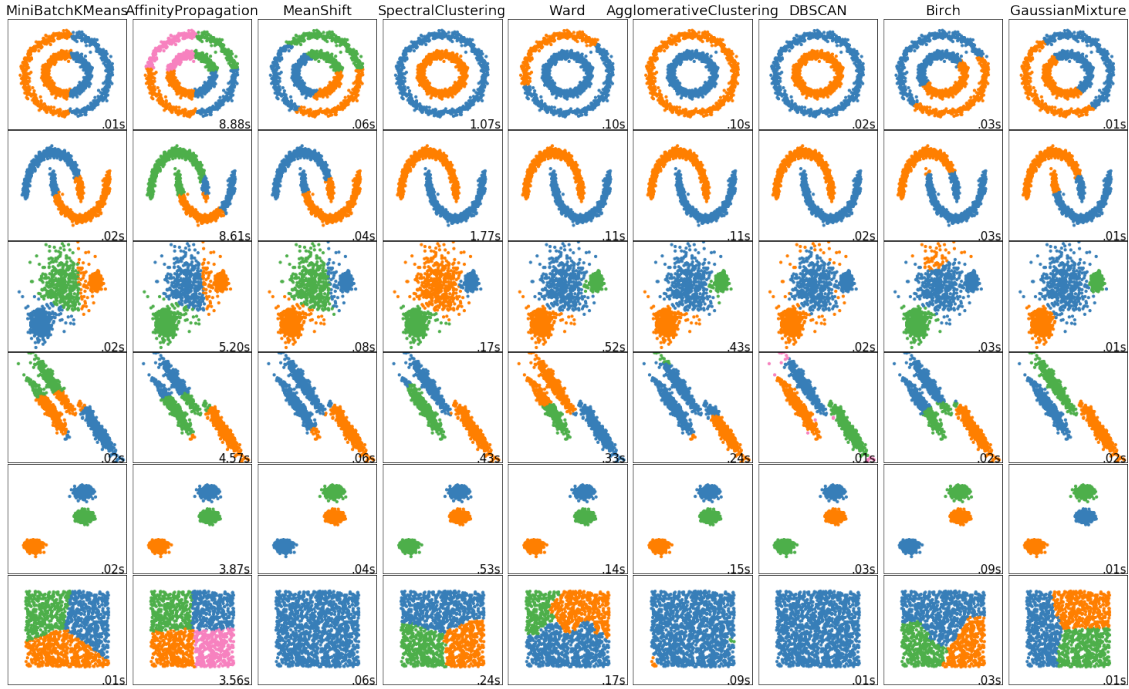 MiniBatchKMeans AffinityPropagation MeanShift SpectralClustering Ward AgglomerativeClustering DBSCAN Birch GaussianMixture
.01s 8.88s .06s 1.07s .10s .10s .02s .03s .01s
.02s 8.61s .04s 1.77s .11s .11s .02s .03s .01s
.02s 5.20s .08s .17s .52s .43s .02s .03s .01s
.02s 4.57s .06s .43s .33s .24s .01s .02s .02s
.02s 3.87s .04s .53s .14s .15s .03s .09s .01s
.01s 3.56s .06s .24s .17s .09s .01s .03s .01s